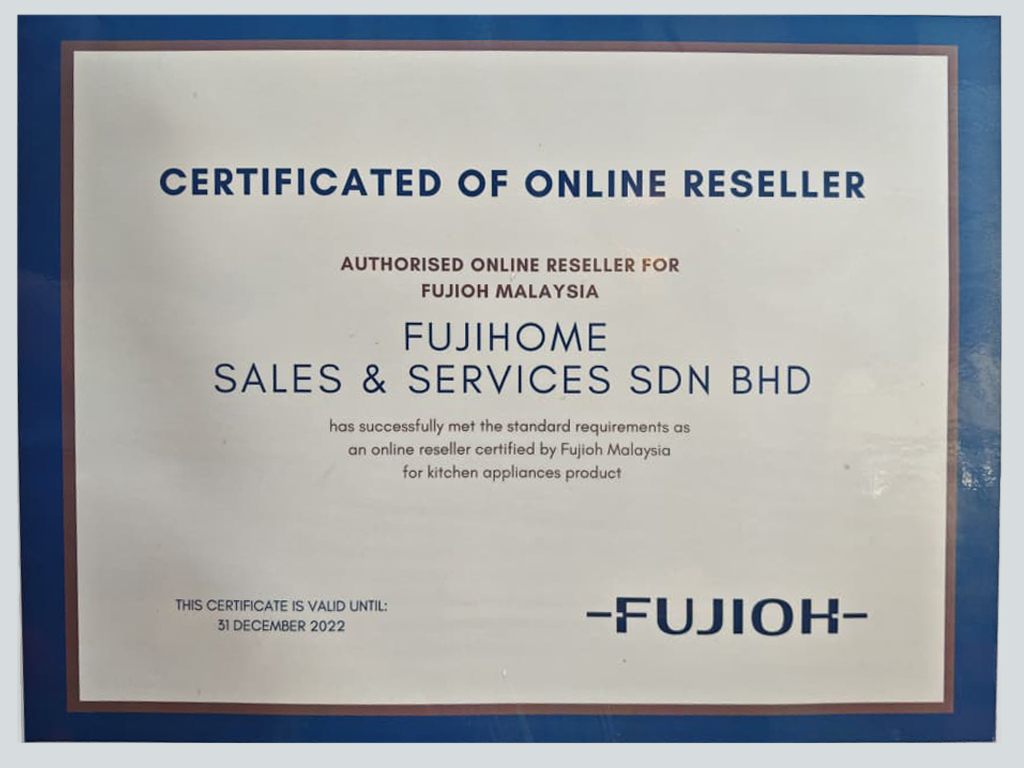 CERTIFICATED OF ONLINE RESELLER
AUTHORISED ONLINE RESELLER FOR
FUJIOH MALAYSIA
FUJIHOME
SALES & SERVICES SDN BHD
has successfully met the standard requirements as
an online reseller certified by Fujioh Malaysia
for kitchen appliances product
THIS CERTIFICATE IS VALID UNTIL:
31 DECEMBER 2022
FUJIOH